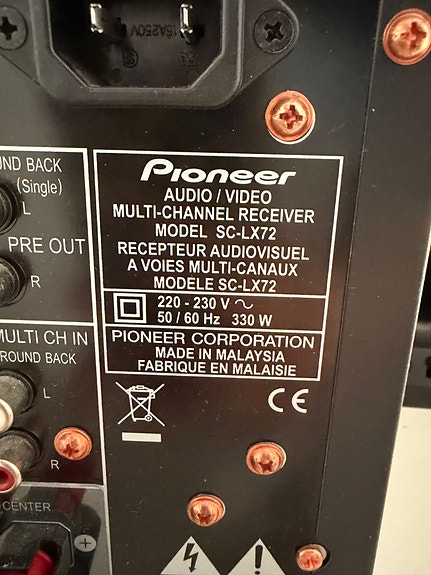 15A250V
ROUND BACK
(Single)
L
PRE OUT
R
MULTI CH IN
ROUND BACK
L
R
CENTER
Pioneer
AUDIO / VIDEO
MULTI-CHANNEL RECEIVER
MODEL SC-LX72
RECEPTEUR AUDIOVISUEL
A VOIES MULTI-CANAUX
MODELE SC-LX72
220 - 230 V ~
50 / 60 Hz 330 W
PIONEER CORPORATION
MADE IN MALAYSIA
FABRIQUE EN MALAISIE
CE